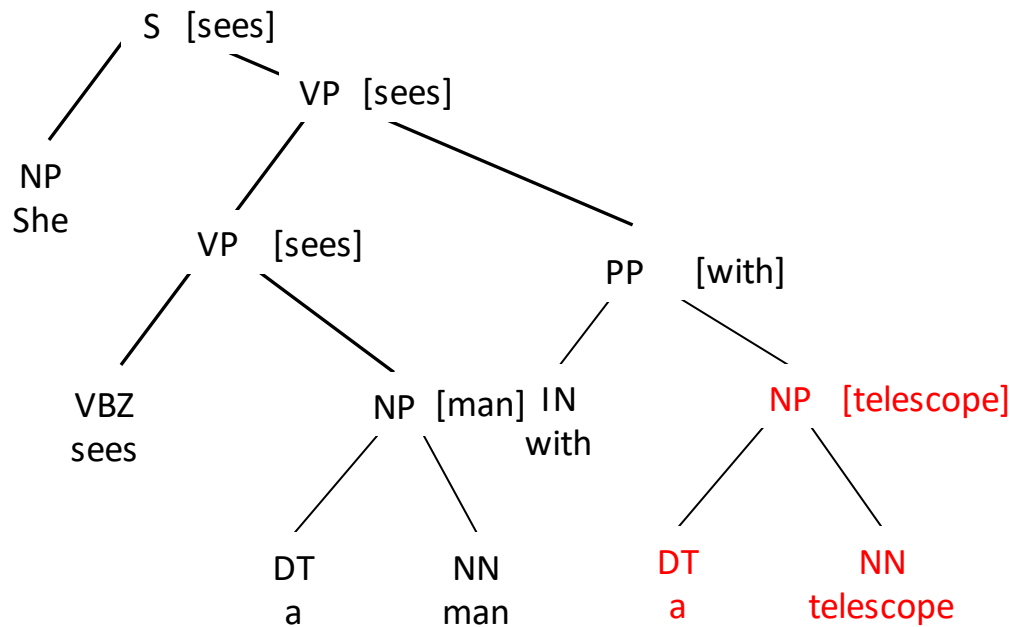 S [sees]
VP [sees]
NP
She
VP [sees]
PP [with]
VBZ
sees
NP [man]
IN
with
NP [telescope]
DT
a
NN
man
DT
a
NN
telescope